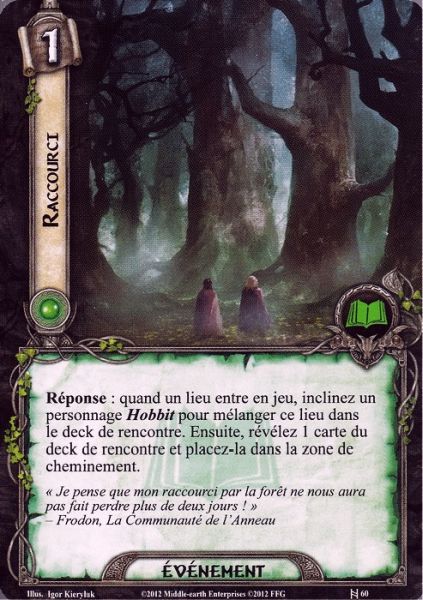 1
RACCOURCI
Réponse : quand un lieu entre en jeu, inclinez un
personnage Hobbit pour mélanger ce lieu dans
le deck de rencontre. Ensuite, révélez 1 carte du
deck de rencontre et placez-la dans la zone de
cheminement.
« Je pense que mon raccourci par la forêt ne nous aura
pas fait perdre plus de deux jours ! »
– Frodon, La Communauté de l'Anneau
ÉVÉNEMENT
Illus. Igor Kieryluk ©2012 Middle-earth Enterprises ©2012 FFG 60